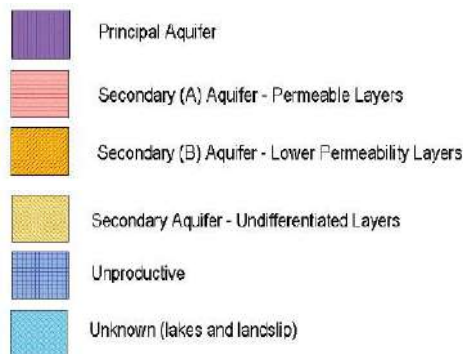 Principal Aquifer
Secondary (A) Aquifer - Permeable Layers
Secondary (B) Aquifer - Lower Permeability Layers
Secondary Aquifer - Undifferentiated Layers
Unproductive
Unknown (lakes and landslip)